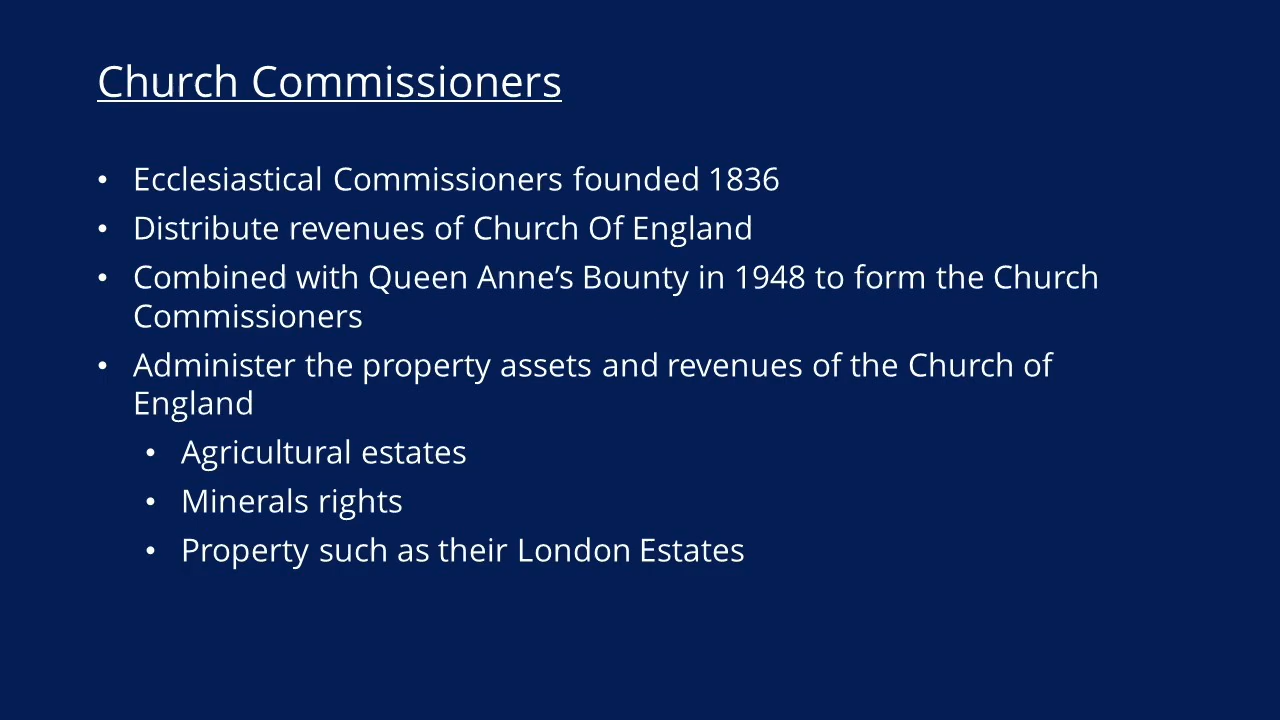 Church Commissioners
• Ecclesiastical Commissioners founded 1836
• Distribute revenues of Church Of England
• Combined with Queen Anne’s Bounty in 1948 to form the Church
Commissioners
• Administer the property assets and revenues of the Church of
England
• Agricultural estates
• Minerals rights
• Property such as their London Estates